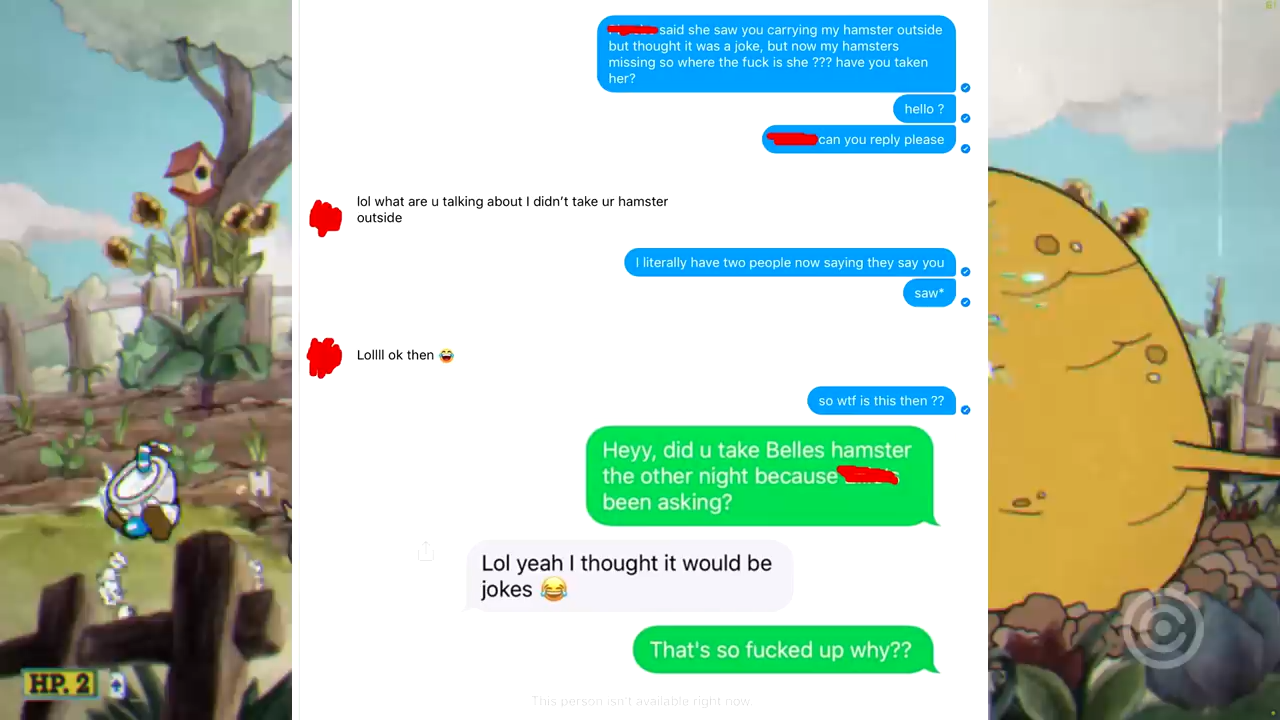 said she saw you carrying my hamster outside
but thought it was a joke, but now my hamsters
missing so where the fuck is she ??? have you taken
her?
hello ?
can you reply please
lol what are u talking about I didn't take ur hamster
outside
I literally have two people now saying they say you
saw*
Lollll ok then 😂
so wtf is this then ??
Heyy, did u take Belles hamster
the other night because
been asking?
Lol yeah I thought it would be
jokes 😂
That's so fucked up why??
This person isn't available right now.
HP. 2